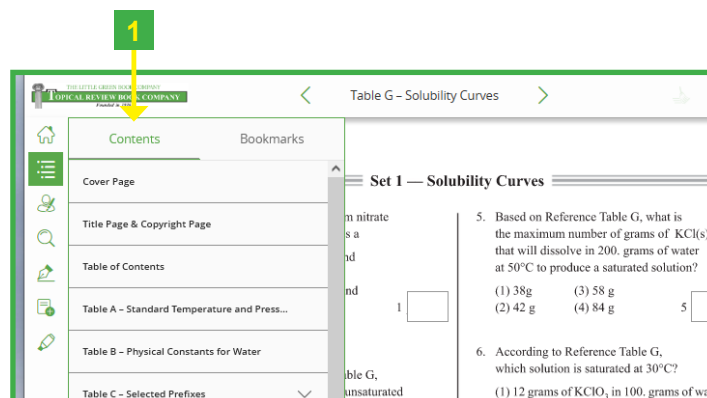 1
THE LITTLE GREEN BOOK COMPANY
TOPICAL REVIEW BOOK COMPANY
Table G – Solubility Curves
Contents
Bookmarks
Cover Page
Title Page & Copyright Page
Table of Contents
Table A – Standard Temperature and Press...
Table B – Physical Constants for Water
Table C – Selected Prefixes
Set 1 — Solubility Curves
nitrate
s a
nd
nd
1
ble G,
unsaturated
5. Based on Reference Table G, what is
the maximum number of grams of KCl(s)
that will dissolve in 200. grams of water
at 50°C to produce a saturated solution?
(1) 38g (3) 58 g
(2) 42 g (4) 84 g 5
6. According to Reference Table G,
which solution is saturated at 30°C?
(1) 12 grams of KClO3 in 100. grams of wa